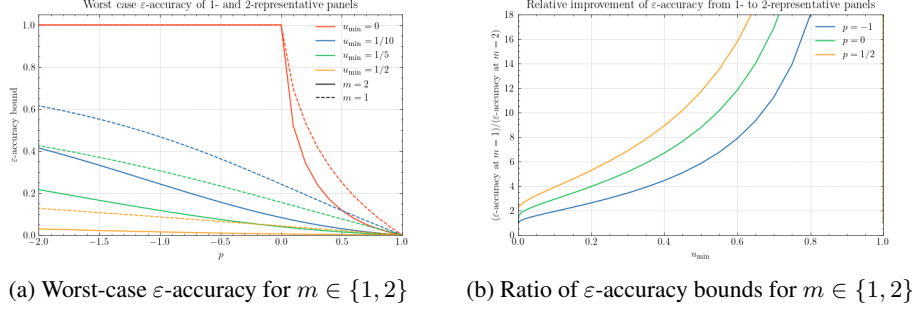 Worst case ε-accuracy of 1- and 2-representative panels
1.0
0.8
0.6
0.4
0.2
0.0
ε-accuracy bound
−2.0
−1.5
−1.0
−0.5
0.0
0.5
1.0
p
u_min = 0
u_min = 1/10
u_min = 1/5
u_min = 1/2
m = 2
m = 1
(a) Worst-case ε-accuracy for m ∈ {1, 2}
Relative improvement of ε-accuracy from 1- to 2-representative panels
18
16
14
12
10
8
6
4
2
0
(ε-accuracy at m = 1)/(ε-accuracy at m = 2)
0.0
0.2
0.4
0.6
0.8
1.0
u_min
p = −1
p = 0
p = 1/2
(b) Ratio of ε-accuracy bounds for m ∈ {1, 2}